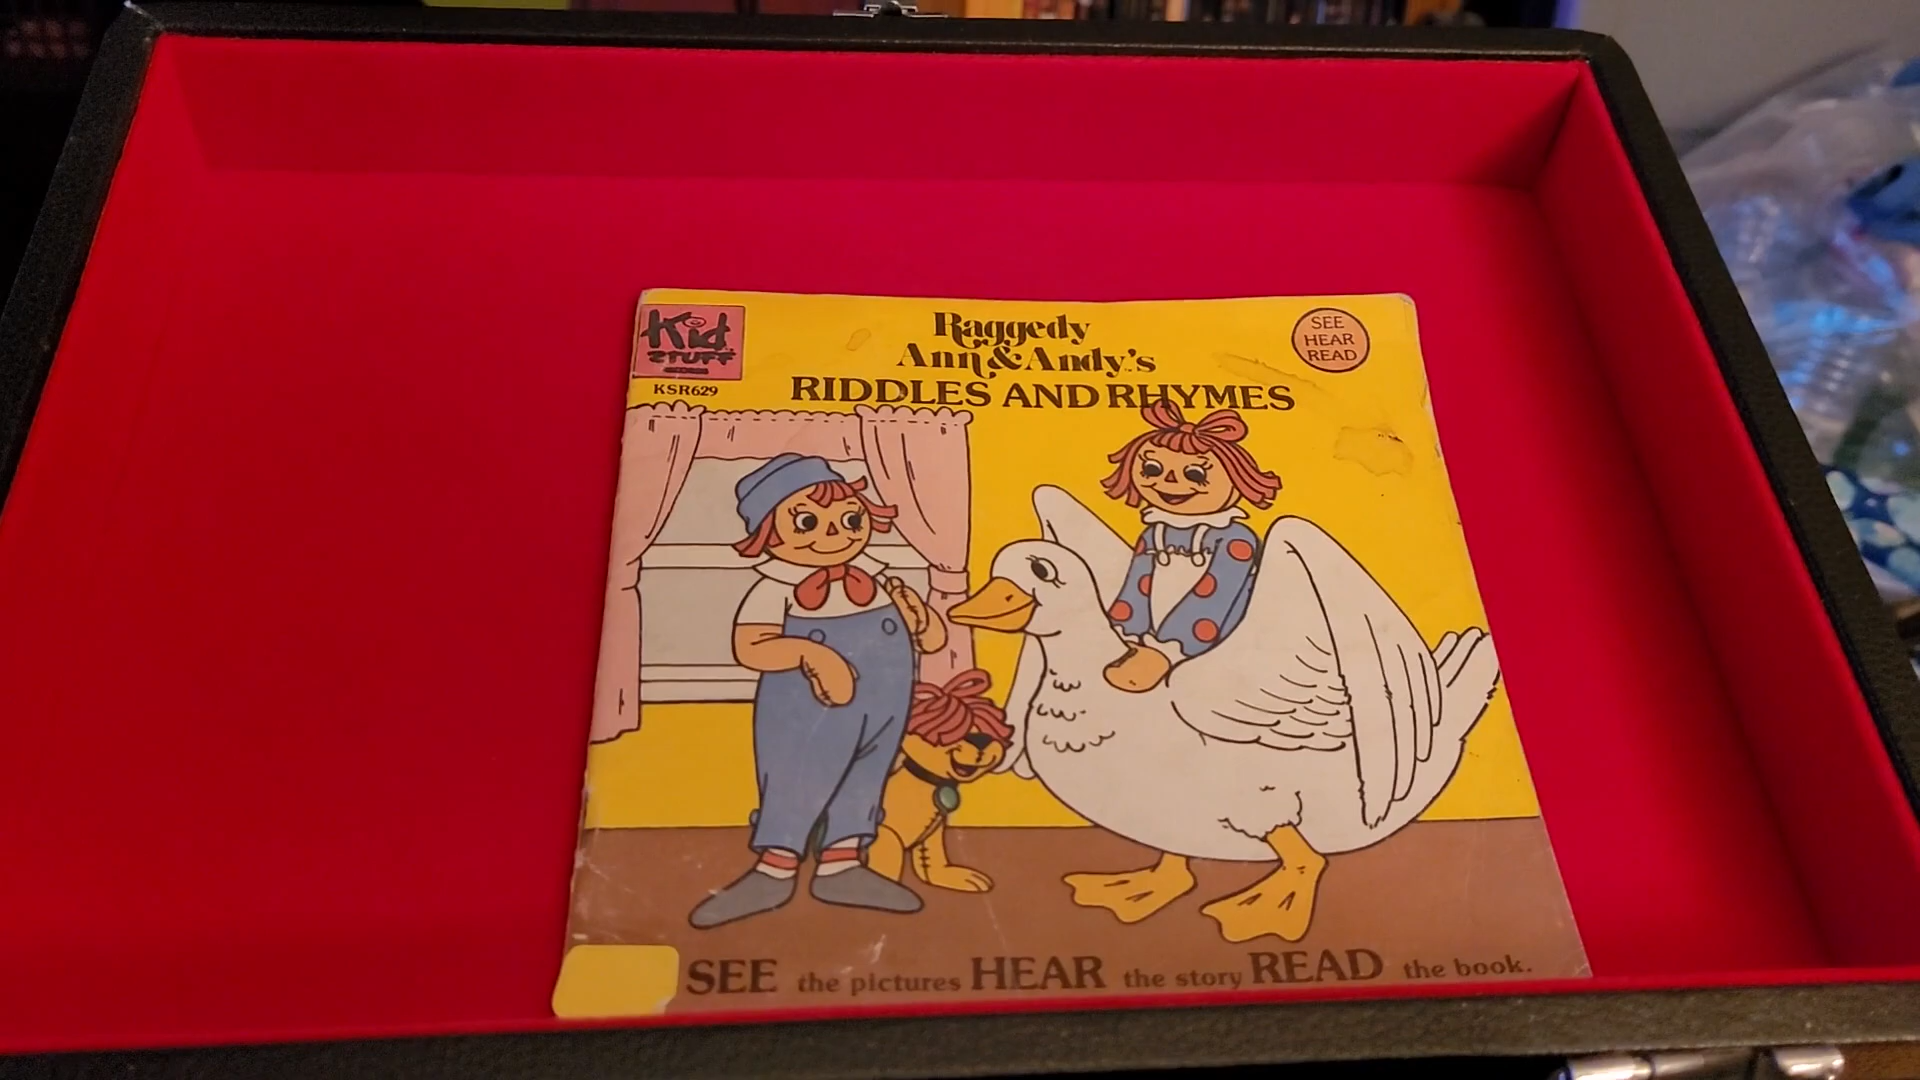 Kid
STUFF
KSR629
Raggedy
Ann & Andy's
RIDDLES AND RHYMES
SEE
HEAR
READ
SEE the pictures HEAR the story READ the book.